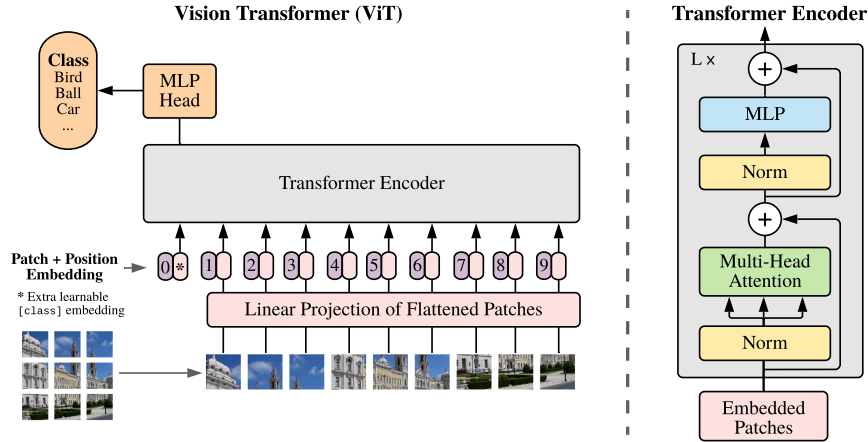 Vision Transformer (ViT)
Class
Bird
Ball
Car
...
MLP
Head
Transformer Encoder
Patch + Position
Embedding
0 * 1 2 3 4 5 6 7 8 9
* Extra learnable
[class] embedding
Linear Projection of Flattened Patches
Transformer Encoder
L ×
+
MLP
Norm
+
Multi-Head
Attention
Norm
Embedded
Patches